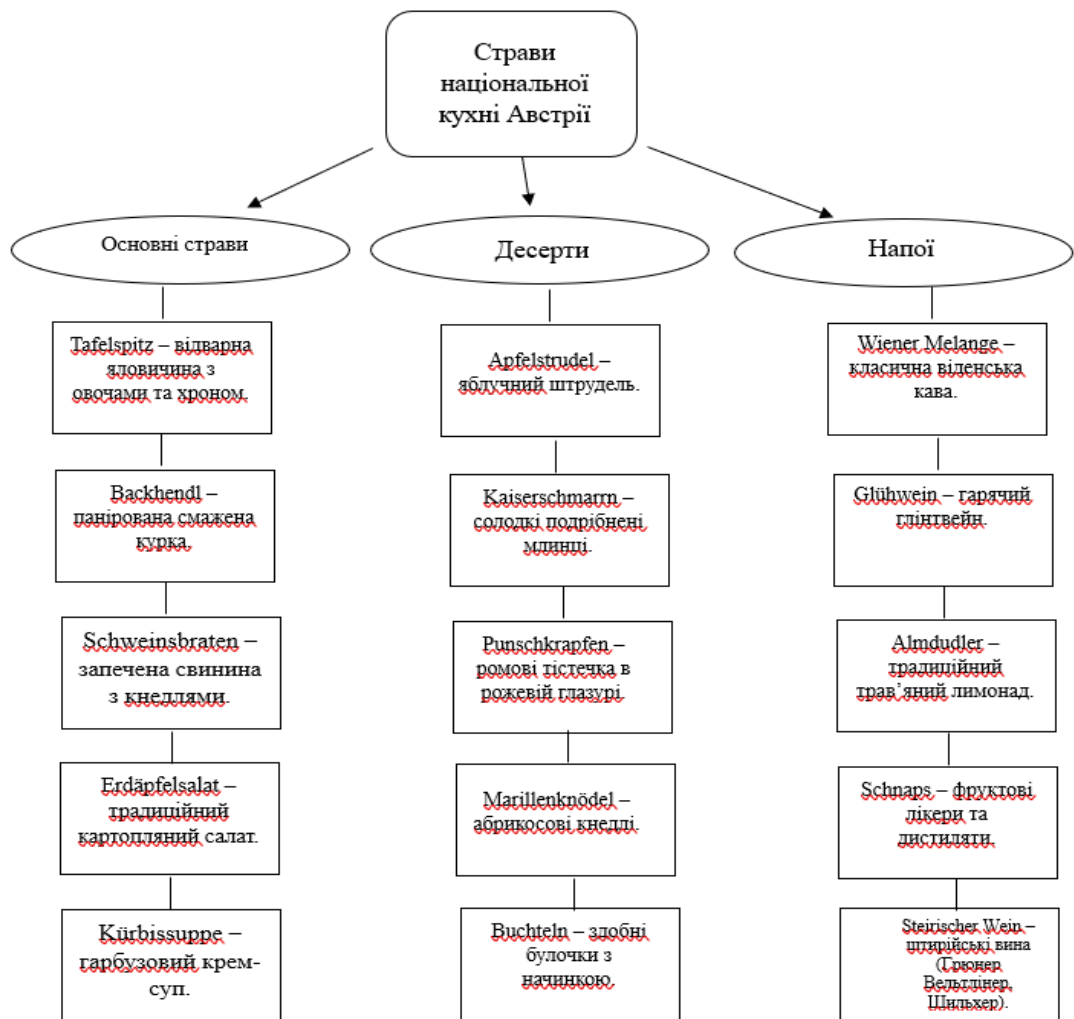 Страви
національної
кухні Австрії
Основні страви
Десерти
Напої
Tafelspitz – відварна
яловичина з
овочами та хроном.
Backhendl –
панірована смажена
курка.
Schweinsbraten –
запечена свинина
з кнедлями.
Erdäpfelsalat –
традиційний
картопляний салат.
Kürbissuppe –
гарбузовий крем-
суп.
Apfelstrudel –
яблучний штрудель.
Kaiserschmarrn –
солодкі подрібнені
млинці.
Punschkrapfen –
ромові тістечка в
рожевій глазурі.
Marillenknödel –
абрикосові кнедлі.
Buchteln – здобні
булочки з
начинкою.
Wiener Melange –
класична віденська
кава.
Glühwein – гарячий
глінтвейн.
Almdudler –
традиційний
трав’яний лимонад.
Schnaps – фруктові
лікери та
дистиляти.
Steirischer Wein –
штирійські вина
(Грюнер
Вельтлінер,
Шильхер).